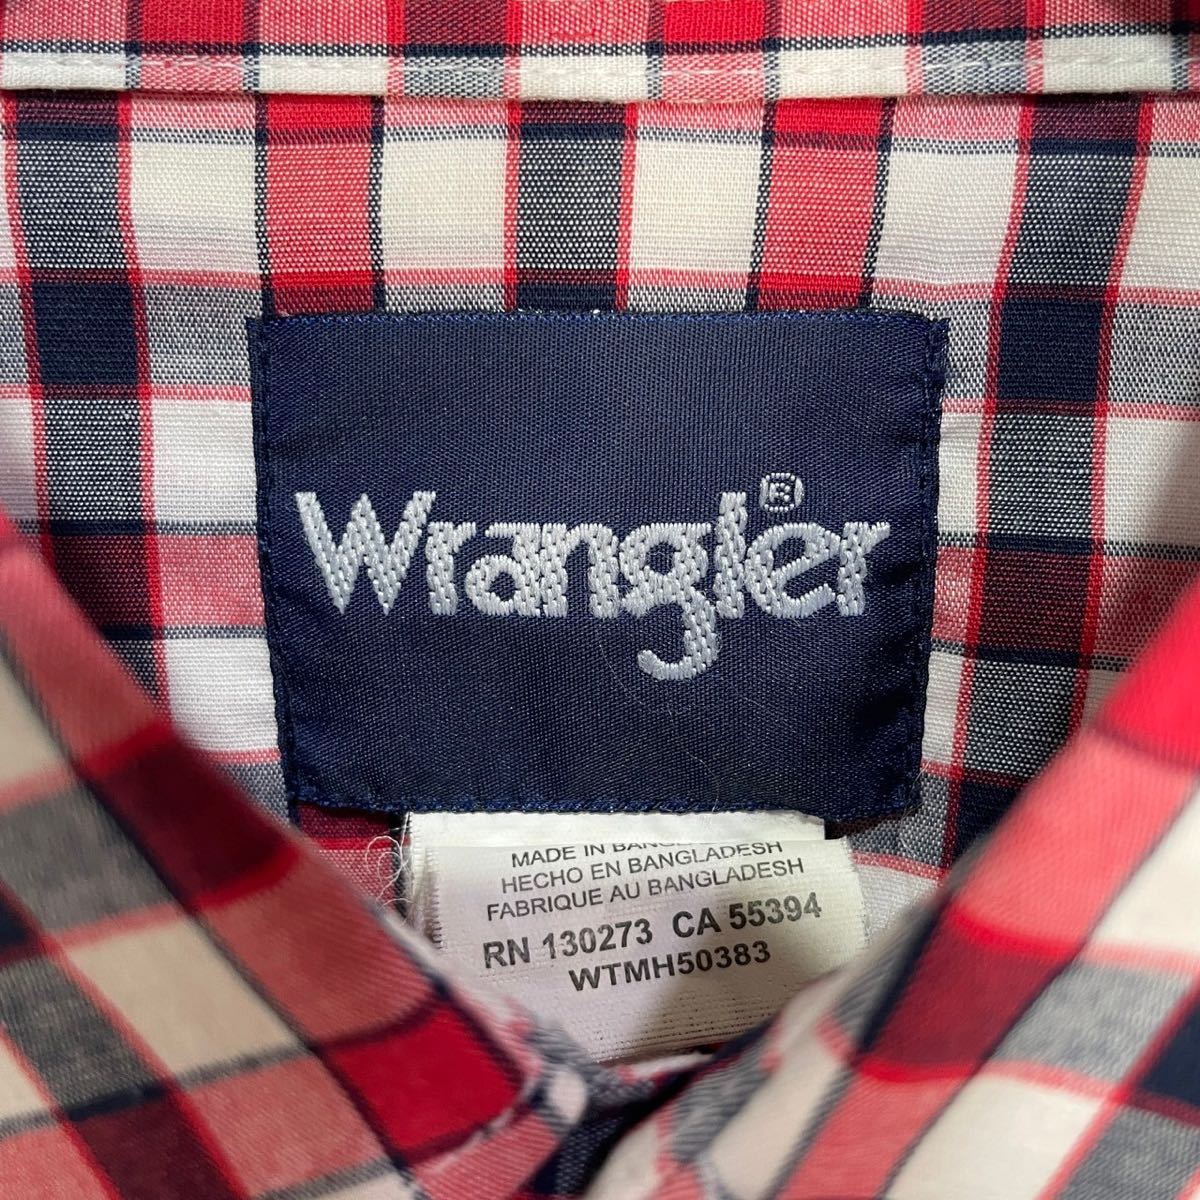 Wrangler®
MADE IN BANGLADESH
HECHO EN BANGLADESH
FABRIQUE AU BANGLADESH
RN 130273 CA 55394
WTMH50383